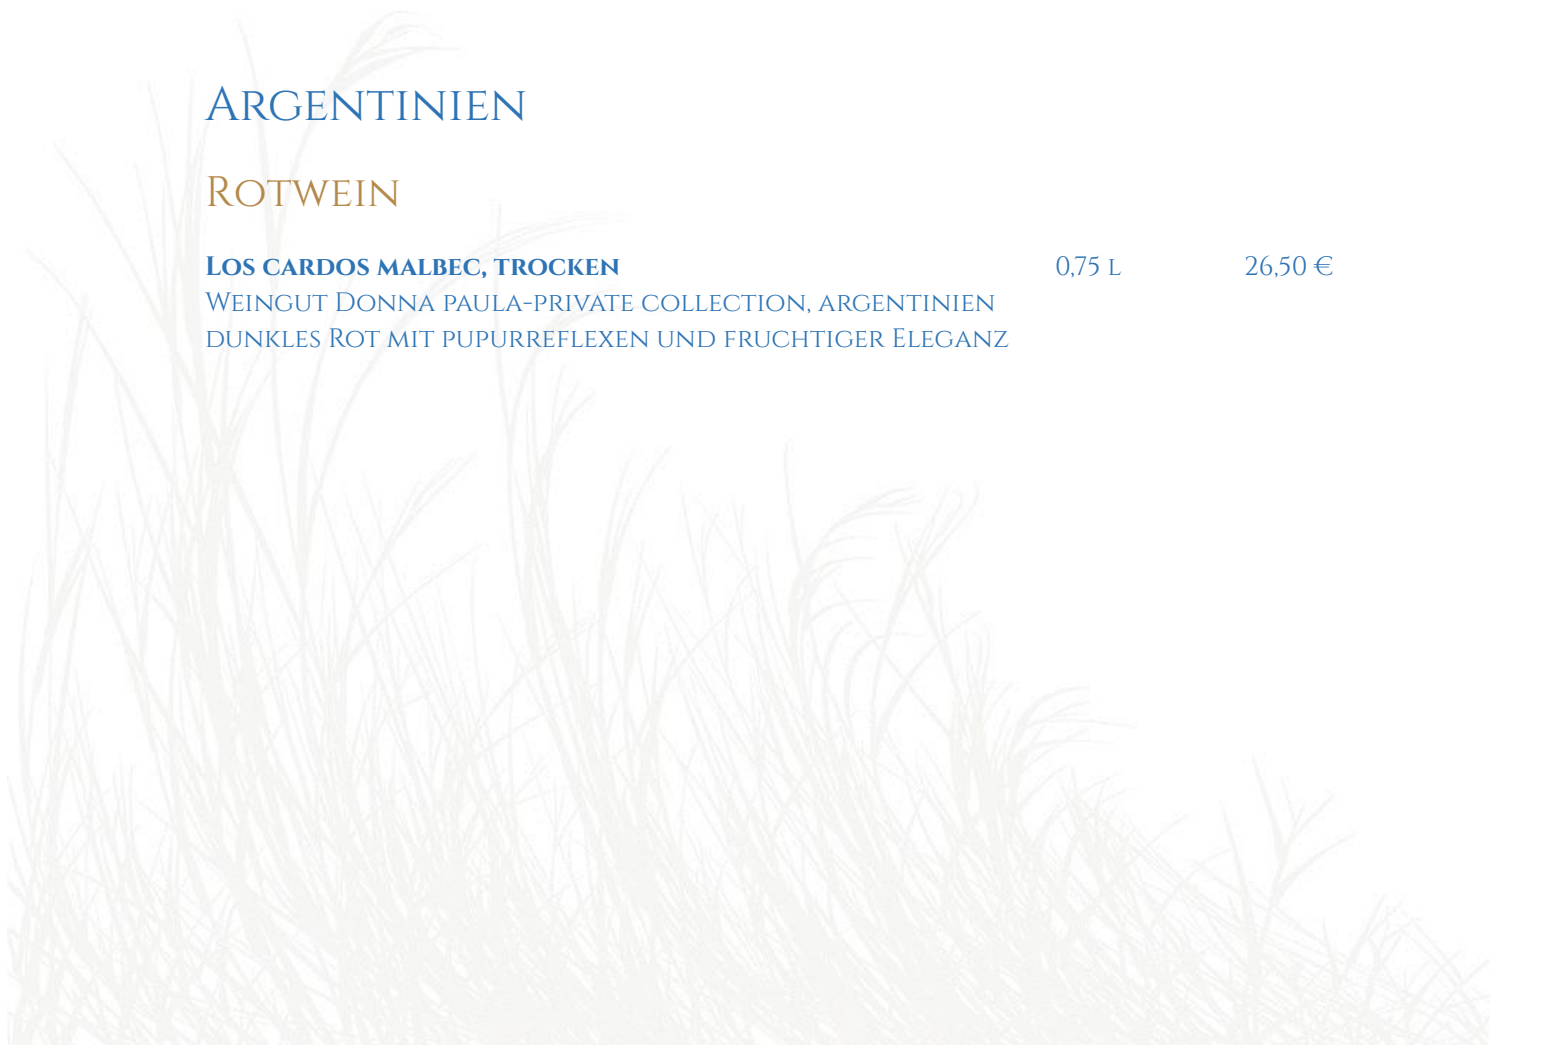 Argentinien
Rotwein
Los cardos malbec, trocken 0,75 l 26,50 €
Weingut Donna paula-private collection, argentinien
dunkles Rot mit pupurreflexen und fruchtiger Eleganz